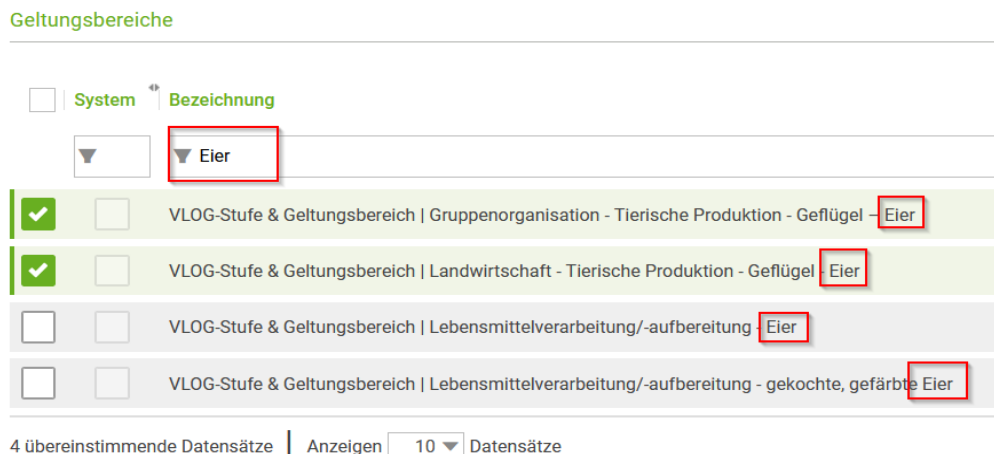 Geltungsbereiche
System Bezeichnung
Eier
VLOG-Stufe & Geltungsbereich | Gruppenorganisation - Tierische Produktion - Geflügel – Eier
VLOG-Stufe & Geltungsbereich | Landwirtschaft - Tierische Produktion - Geflügel - Eier
VLOG-Stufe & Geltungsbereich | Lebensmittelverarbeitung/-aufbereitung - Eier
VLOG-Stufe & Geltungsbereich | Lebensmittelverarbeitung/-aufbereitung - gekochte, gefärbte Eier
4 übereinstimmende Datensätze | Anzeigen 10 Datensätze